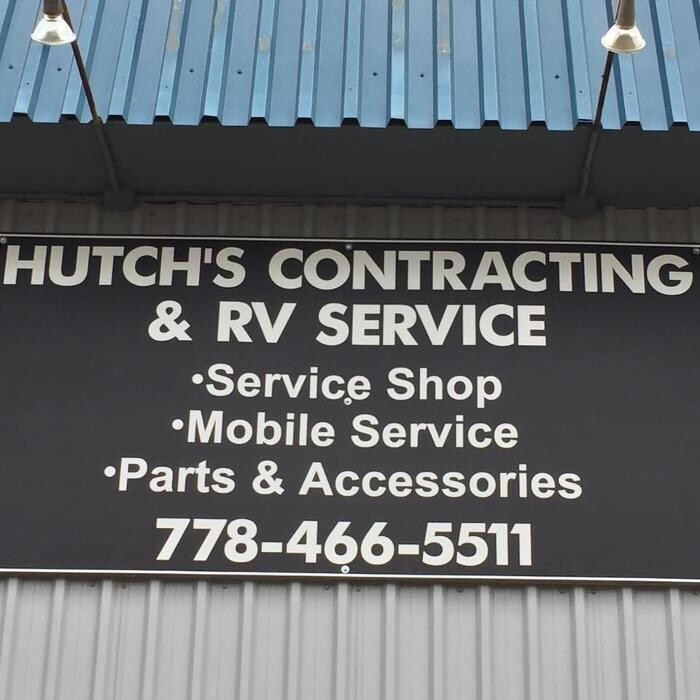 HUTCH'S CONTRACTING
& RV SERVICE
•Service Shop
•Mobile Service
•Parts & Accessories
778-466-5511